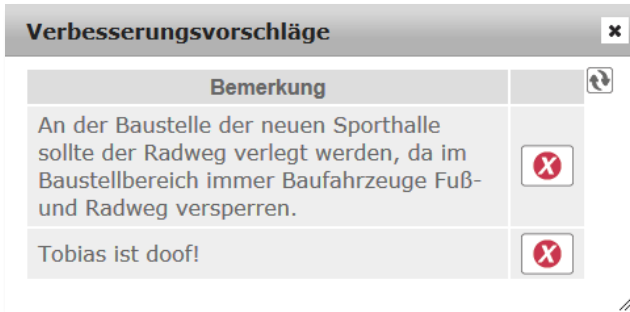 Verbesserungsvorschläge
Bemerkung
An der Baustelle der neuen Sporthalle
sollte der Radweg verlegt werden, da im
Baustellbereich immer Baufahrzeuge Fuß-
und Radweg versperren.
Tobias ist doof!